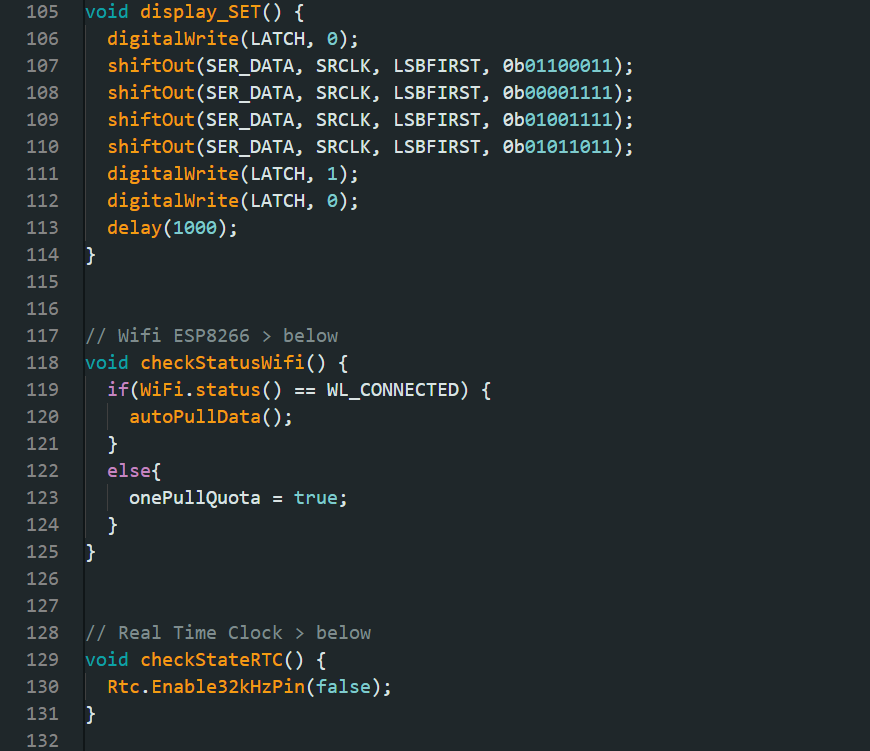 105 void display_SET() {
106   digitalWrite(LATCH, 0);
107   shiftOut(SER_DATA, SRCLK, LSBFIRST, 0b01100011);
108   shiftOut(SER_DATA, SRCLK, LSBFIRST, 0b00001111);
109   shiftOut(SER_DATA, SRCLK, LSBFIRST, 0b01001111);
110   shiftOut(SER_DATA, SRCLK, LSBFIRST, 0b01011011);
111   digitalWrite(LATCH, 1);
112   digitalWrite(LATCH, 0);
113   delay(1000);
114 }
115
116
117 // Wifi ESP8266 > below
118 void checkStatusWifi() {
119   if(WiFi.status() == WL_CONNECTED) {
120     autoPullData();
121   }
122   else{
123     onePullQuota = true;
124   }
125 }
126
127
128 // Real Time Clock > below
129 void checkStateRTC() {
130   Rtc.Enable32kHzPin(false);
131 }
132